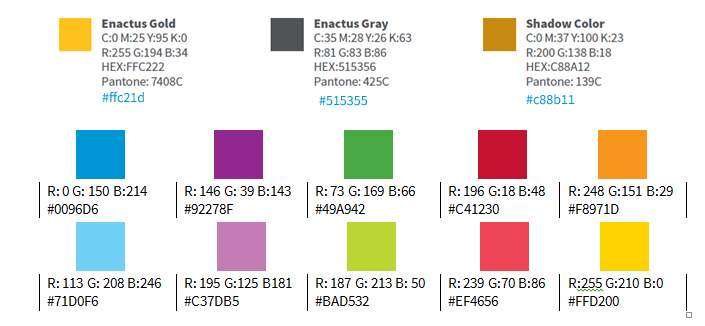 Enactus Gold
C:0 M:25 Y:95 K:0
R:255 G:194 B:34
HEX:FFC222
Pantone: 7408C
#ffc21d
Enactus Gray
C:35 M:28 Y:26 K:63
R:81 G:83 B:86
HEX:515356
Pantone: 425C
#515355
Shadow Color
C:0 M:37 Y:100 K:23
R:200 G:138 B:18
HEX:C88A12
Pantone: 139C
#c88b11
R: 0 G: 150 B:214
#0096D6
R: 146 G: 39 B:143
#92278F
R: 73 G: 169 B:66
#49A942
R: 196 G:18 B:48
#C41230
R: 248 G:151 B:29
#F8971D
R: 113 G: 208 B:246
#71D0F6
R: 195 G:125 B181
#C37DB5
R: 187 G: 213 B: 50
#BAD532
R: 239 G:70 B:86
#EF4656
R:255 G:210 B:0
#FFD200